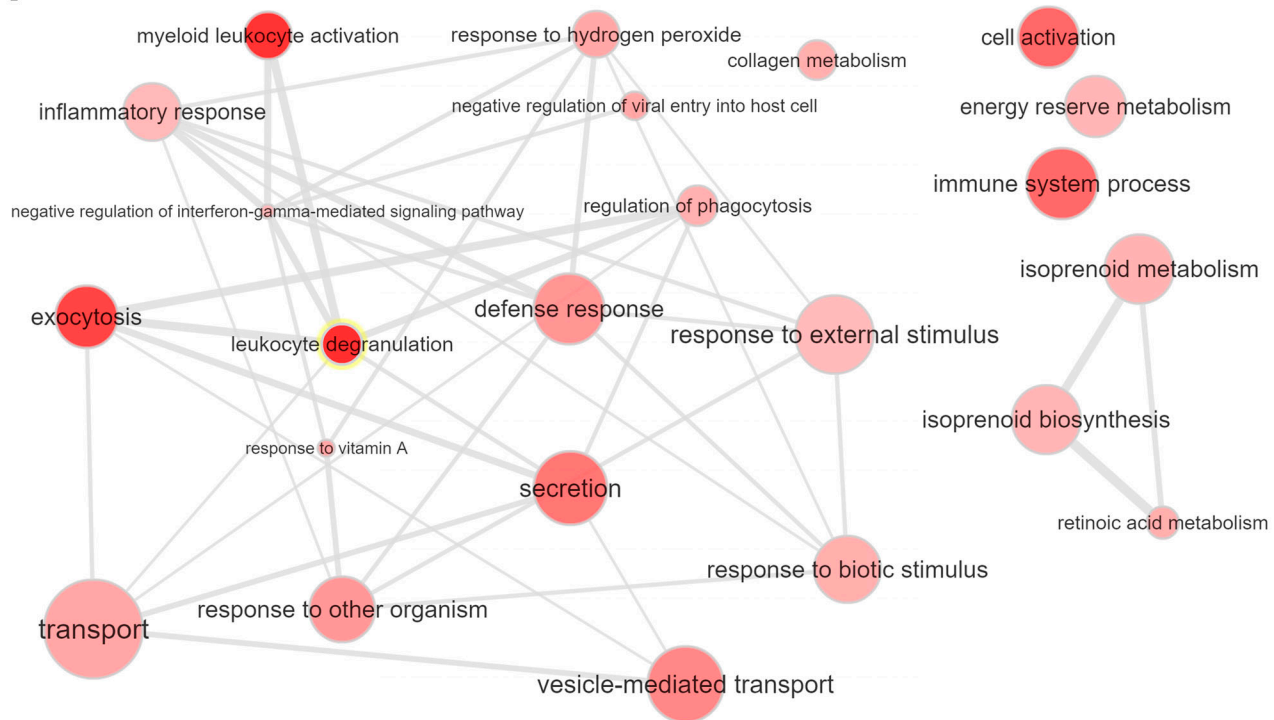 myeloid leukocyte activation
response to hydrogen peroxide
cell activation
collagen metabolism
inflammatory response
negative regulation of viral entry into host cell
energy reserve metabolism
immune system process
negative regulation of interferon-gamma-mediated signaling pathway
regulation of phagocytosis
isoprenoid metabolism
exocytosis
defense response
response to external stimulus
leukocyte degranulation
isoprenoid biosynthesis
response to vitamin A
secretion
retinoic acid metabolism
response to biotic stimulus
response to other organism
transport
vesicle-mediated transport